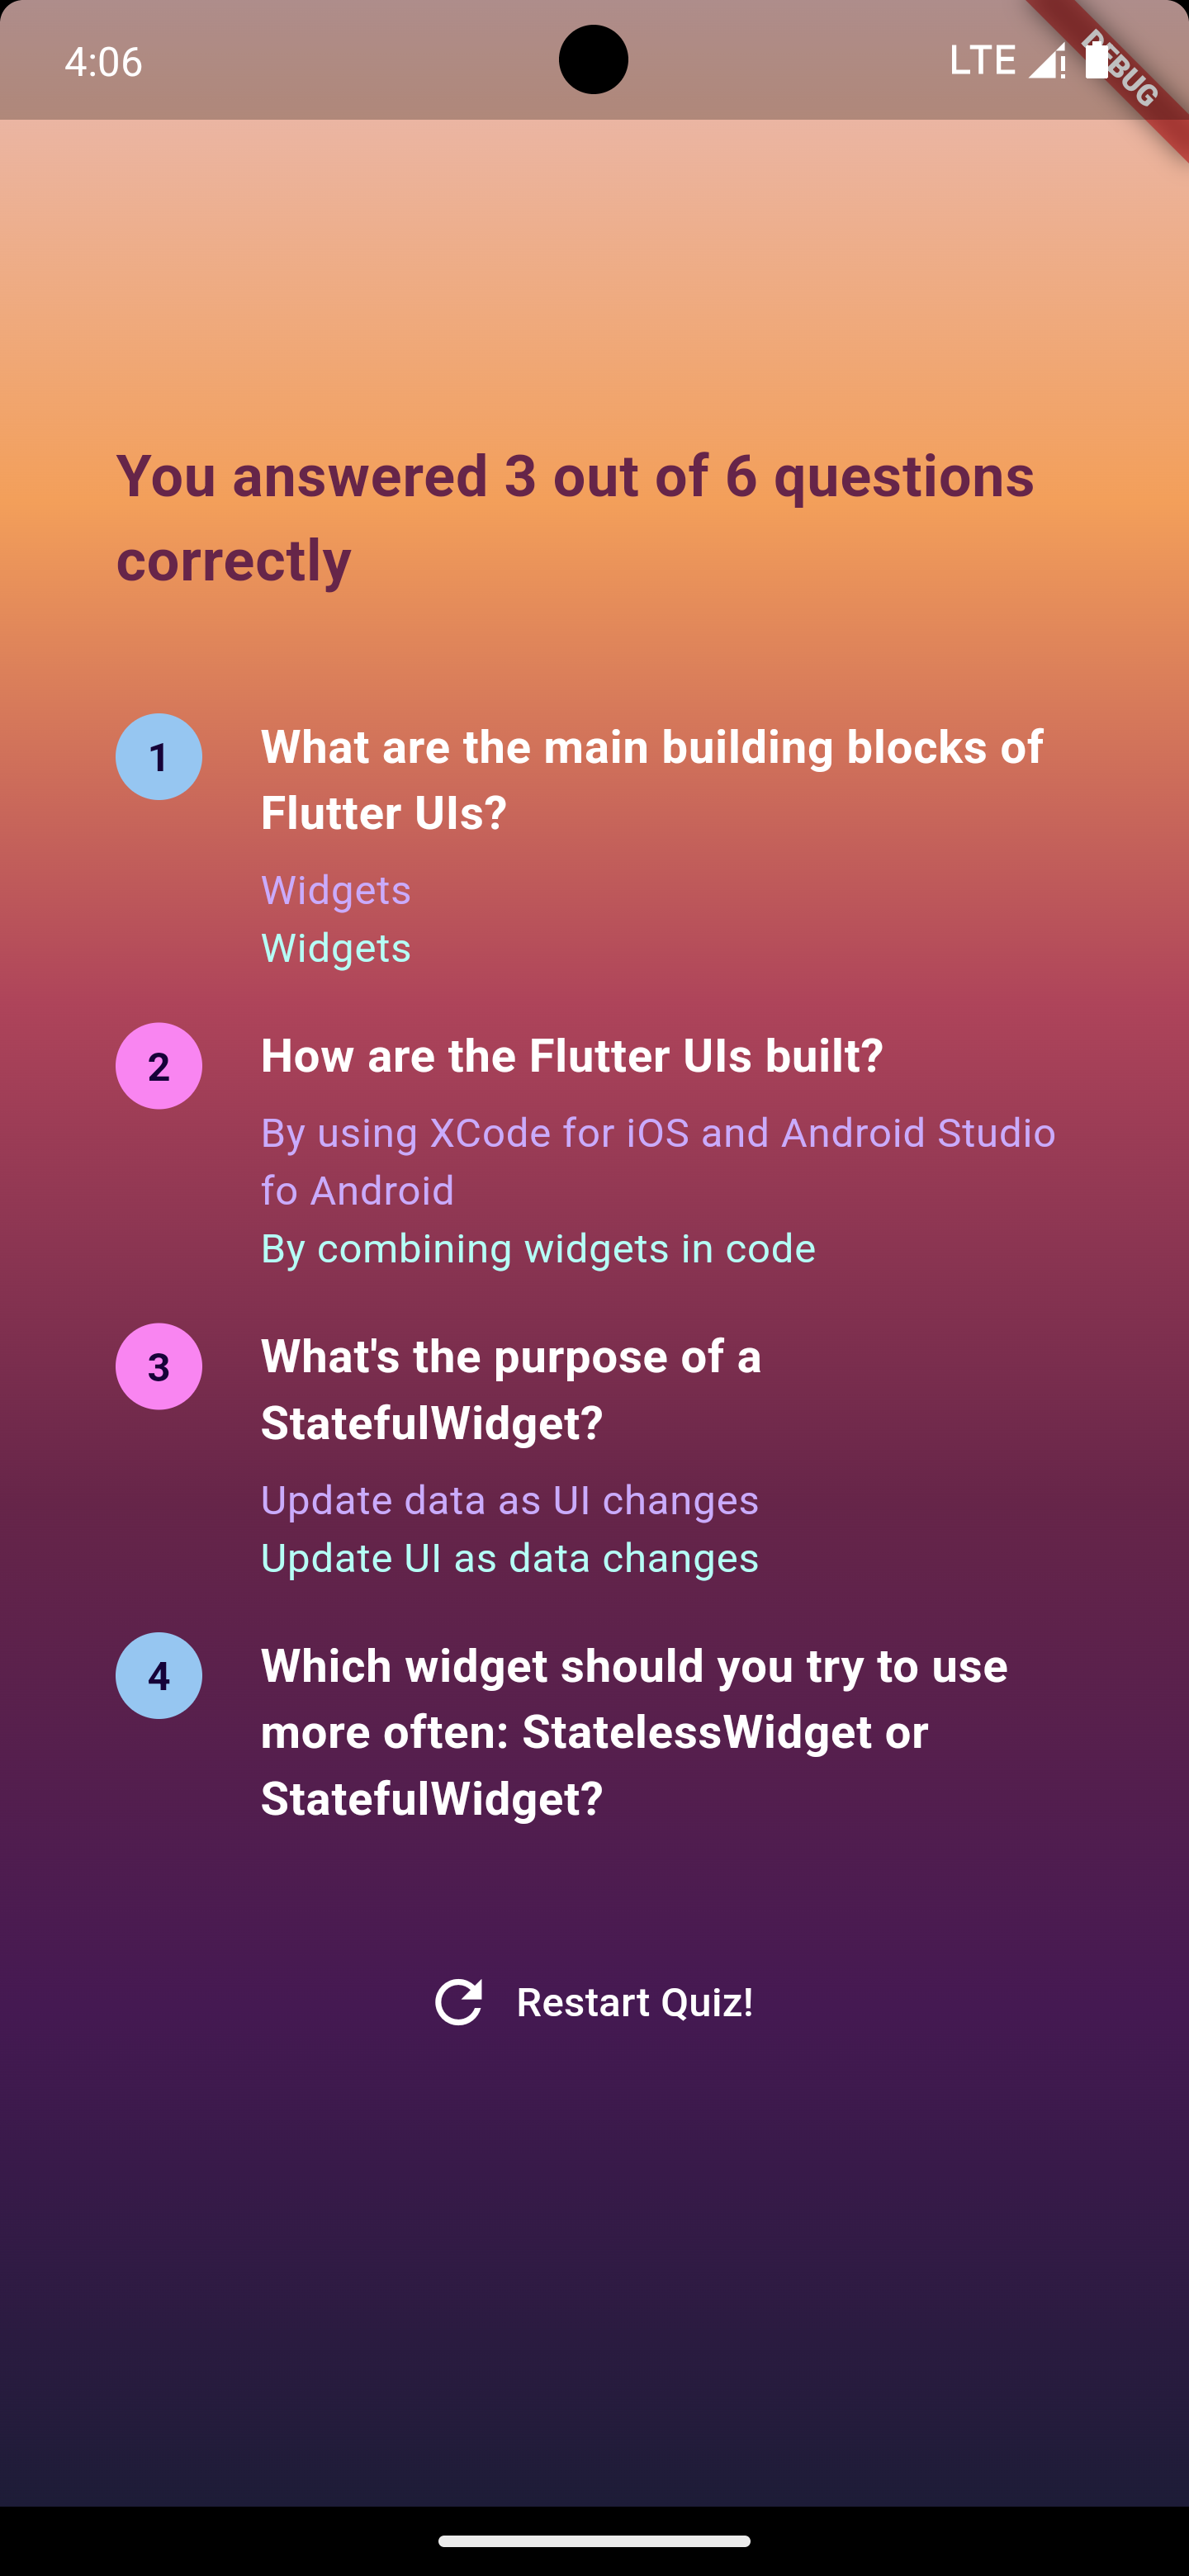 4:06
LTE
DEBUG
You answered 3 out of 6 questions
correctly
1
What are the main building blocks of
Flutter UIs?
Widgets
Widgets
2
How are the Flutter UIs built?
By using XCode for iOS and Android Studio
fo Android
By combining widgets in code
3
What's the purpose of a
StatefulWidget?
Update data as UI changes
Update UI as data changes
4
Which widget should you try to use
more often: StatelessWidget or
StatefulWidget?
Restart Quiz!